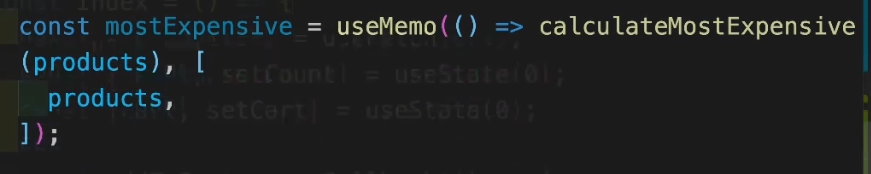 const mostExpensive = useMemo(() => calculateMostExpensive
(products), [
products,
]);